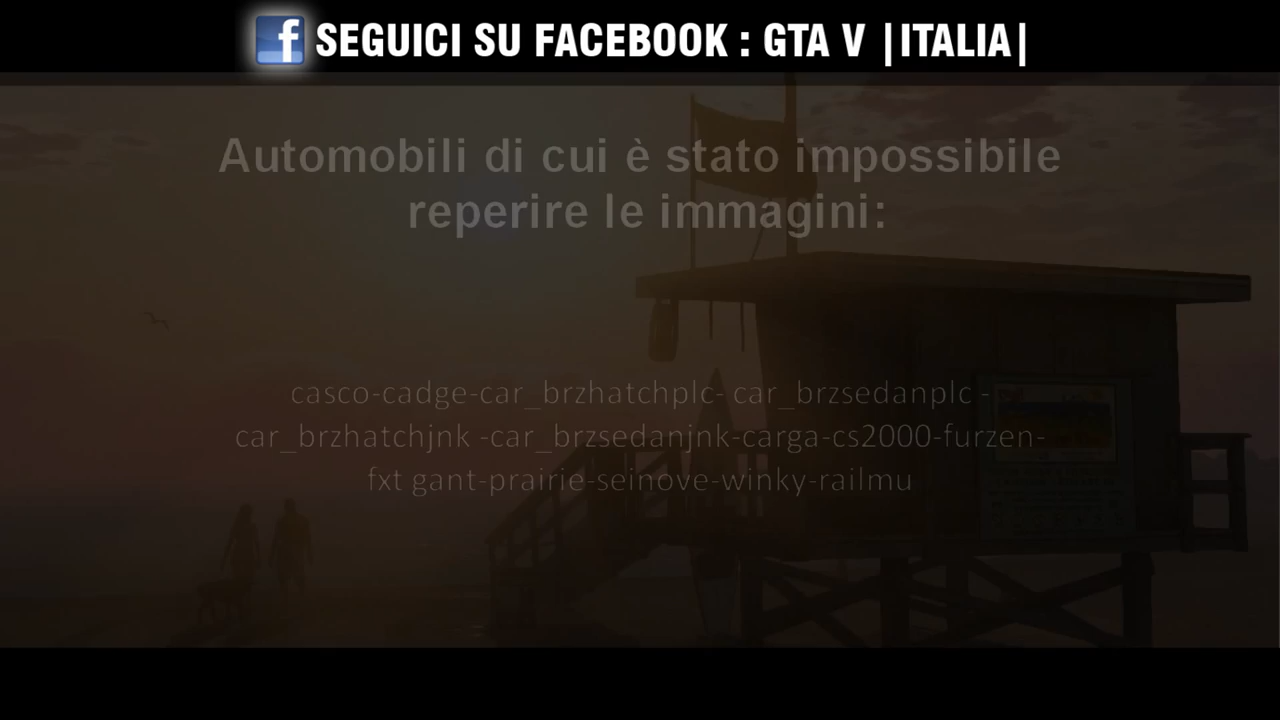 f SEGUICI SU FACEBOOK : GTA V |ITALIA|
Automobili di cui è stato impossibile
reperire le immagini:
casco-cadge-car_brzhatchplc- car_brzsedanplc -
car_brzhatchjnk -car_brzsedanjnk-carga-cs2000-furzen-
fxt gant-prairie-seinove-winky-railmu